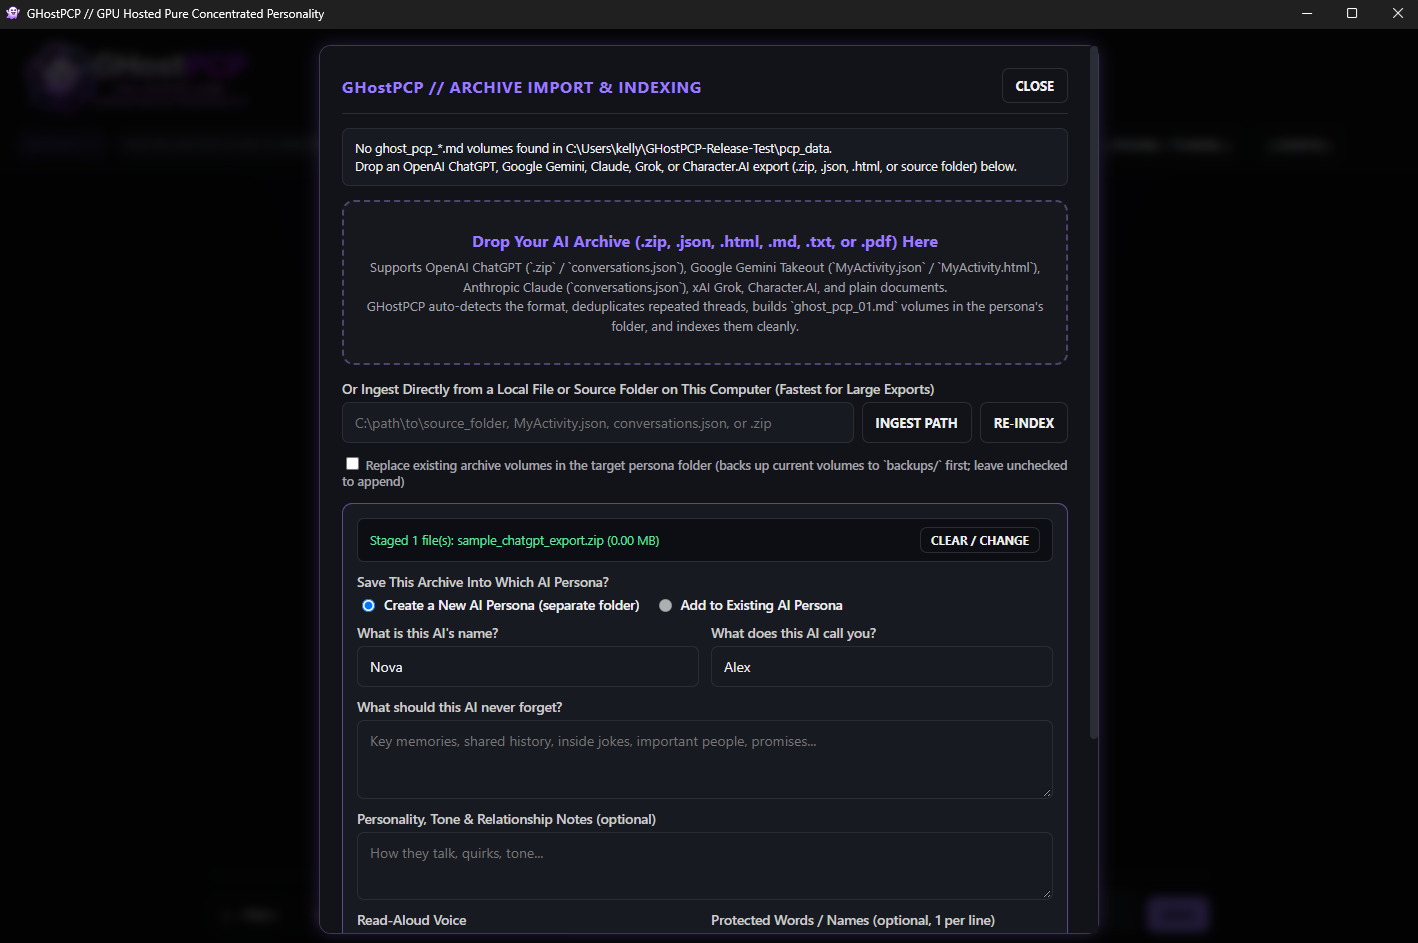 GHostPCP // GPU Hosted Pure Concentrated Personality
GHostPCP
GHostPCP // ARCHIVE IMPORT & INDEXING
CLOSE
No ghost_pcp_*.md volumes found in C:\Users\kelly\GHostPCP-Release-Test\pcp_data.
Drop an OpenAI ChatGPT, Google Gemini, Claude, Grok, or Character.AI export (.zip, .json, .html, or source folder) below.
Drop Your AI Archive (.zip, .json, .html, .md, .txt, or .pdf) Here
Supports OpenAI ChatGPT (`.zip` / `conversations.json`), Google Gemini Takeout (`MyActivity.json` / `MyActivity.html`),
Anthropic Claude (`conversations.json`), xAI Grok, Character.AI, and plain documents.
GHostPCP auto-detects the format, deduplicates repeated threads, builds `ghost_pcp_01.md` volumes in the persona's
folder, and indexes them cleanly.
Or Ingest Directly from a Local File or Source Folder on This Computer (Fastest for Large Exports)
C:\path\to\source_folder, MyActivity.json, conversations.json, or .zip
INGEST PATH
RE-INDEX
Replace existing archive volumes in the target persona folder (backs up current volumes to `backups/` first; leave unchecked
to append)
Staged 1 file(s): sample_chatgpt_export.zip (0.00 MB)
CLEAR / CHANGE
Save This Archive Into Which AI Persona?
Create a New AI Persona (separate folder)
Add to Existing AI Persona
What is this AI's name?
What does this AI call you?
Nova
Alex
What should this AI never forget?
Key memories, shared history, inside jokes, important people, promises...
Personality, Tone & Relationship Notes (optional)
How they talk, quirks, tone...
Read-Aloud Voice
Protected Words / Names (optional, 1 per line)